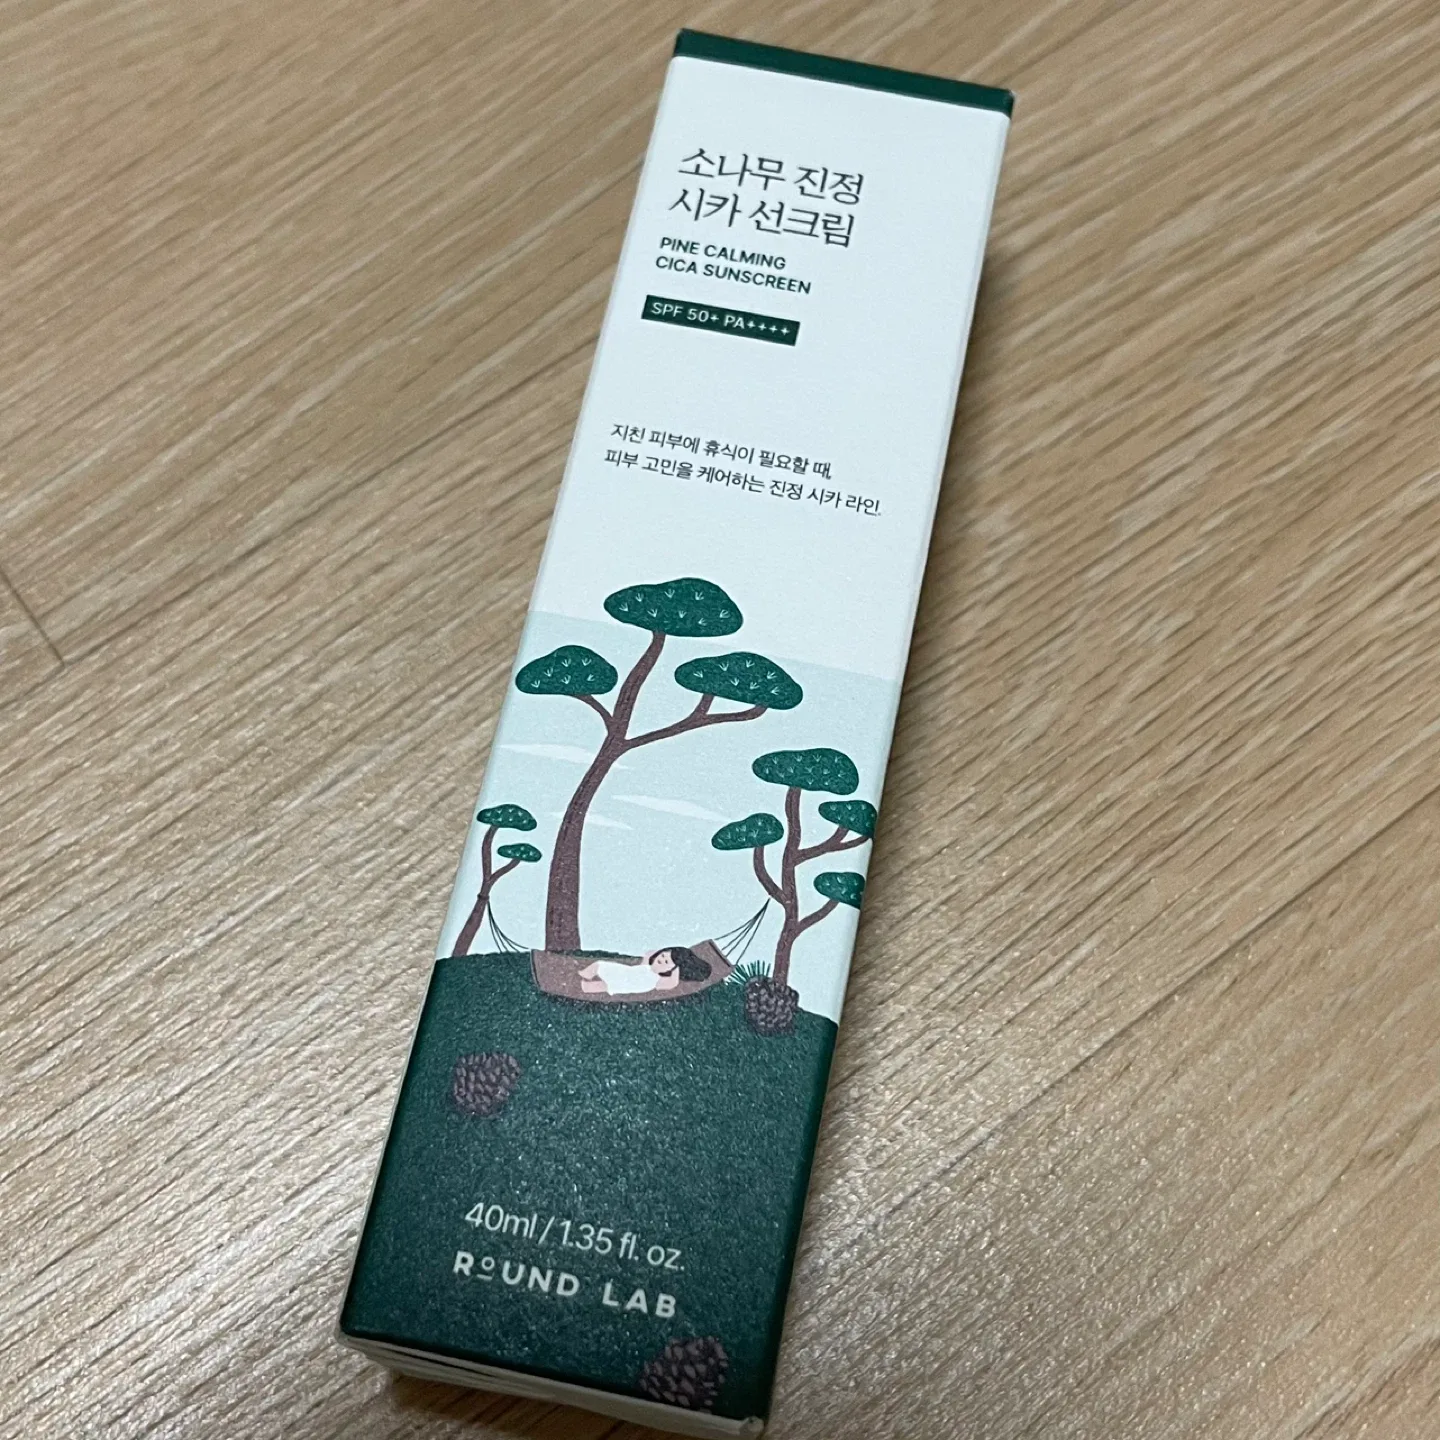 소나무 진정
시카 선크림
PINE CALMING
CICA SUNSCREEN
SPF 50+ PA++++
지친 피부에 휴식이 필요할 때,
피부 고민을 케어하는 진정 시카 라인.
40ml / 1.35 fl. oz.
ROUND LAB